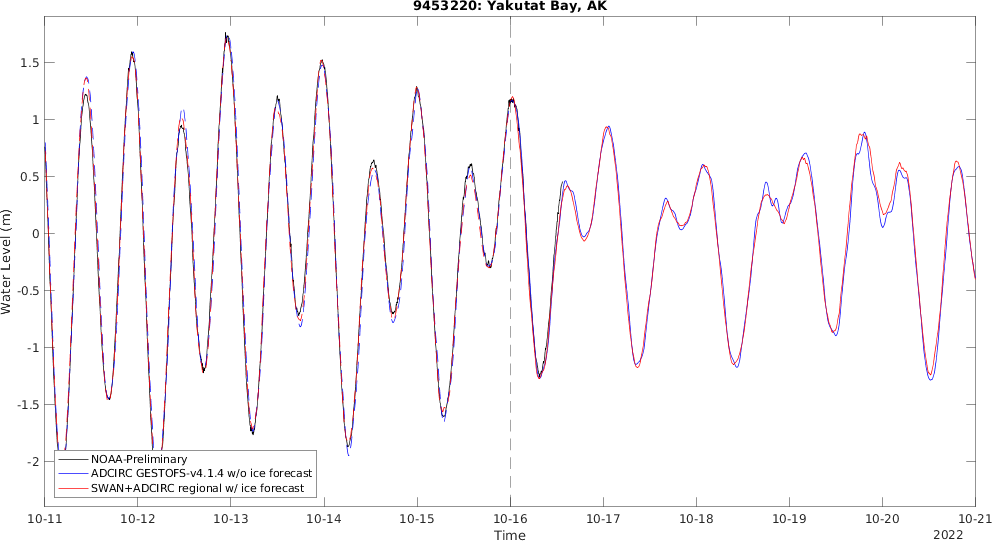 9453220: Yakutat Bay, AK
Water Level (m)
1.5
1
0.5
0
-0.5
-1
-1.5
-2
NOAA-Preliminary
ADCIRC GESTOFS-v4.1.4 w/o ice forecast
SWAN+ADCIRC regional w/ ice forecast
10-11 10-12 10-13 10-14 10-15 10-16 10-17 10-18 10-19 10-20 10-21
Time
2022